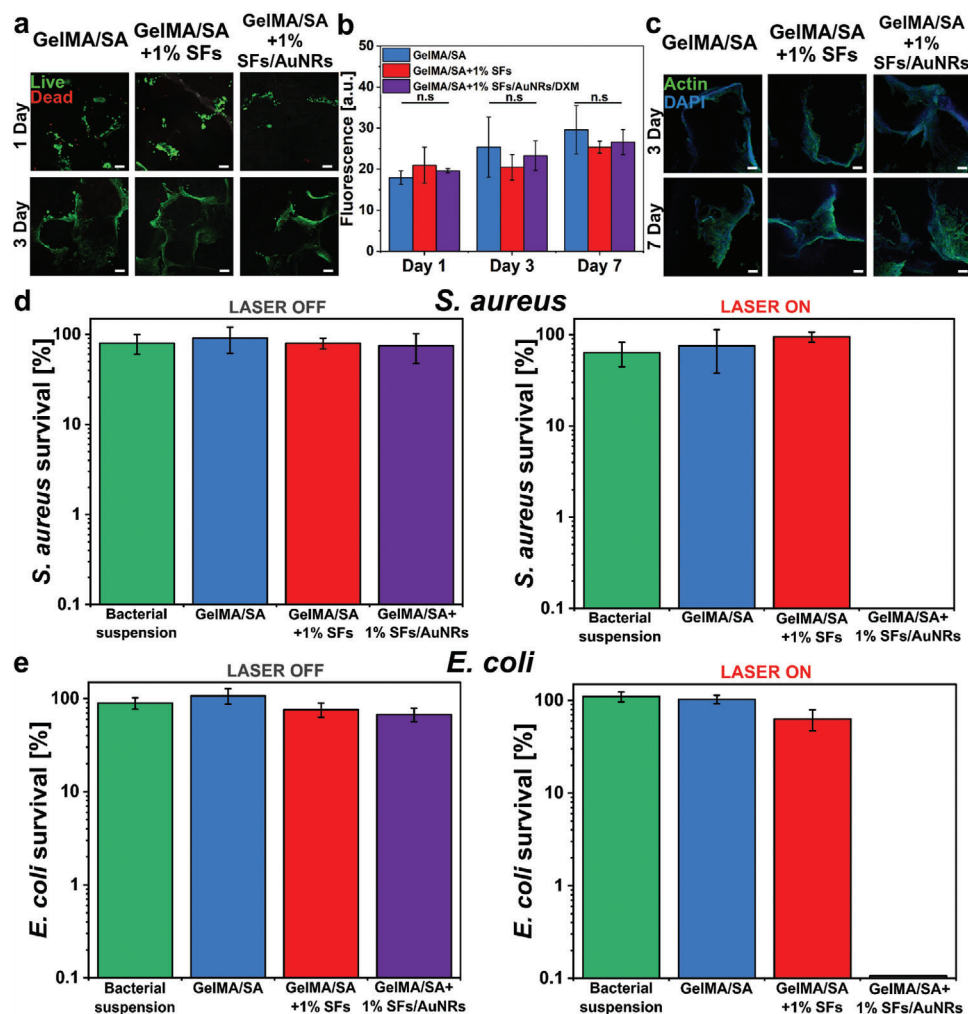 a
GelMA/SA
GelMA/SA
+1% SFs
GelMA/SA
+1%
SFs/AuNRs
Live
Dead
1 Day
3 Day
b
50
40
30
20
10
0
Fluorescence [a.u.]
GelMA/SA
GelMA/SA+1% SFs
GelMA/SA+1% SFs/AuNRs/DXM
n.s
n.s
n.s
Day 1
Day 3
Day 7
c
GelMA/SA
GelMA/SA
+1% SFs
GelMA/SA
+1%
SFs/AuNRs
Actin
DAPI
3 Day
7 Day
d
S. aureus
LASER OFF
S. aureus survival [%]
100
10
1
0.1
Bacterial
suspension
GelMA/SA
GelMA/SA
+1% SFs
GelMA/SA+
1% SFs/AuNRs
LASER ON
S. aureus survival [%]
100
10
1
0.1
Bacterial
suspension
GelMA/SA
GelMA/SA
+1% SFs
GelMA/SA+
1% SFs/AuNRs
e
E. coli
LASER OFF
E. coli survival [%]
100
10
1
0.1
Bacterial
suspension
GelMA/SA
GelMA/SA
+1% SFs
GelMA/SA+
1% SFs/AuNRs
LASER ON
E. coli survival [%]
100
10
1
0.1
Bacterial
suspension
GelMA/SA
GelMA/SA
+1% SFs
GelMA/SA+
1% SFs/AuNRs